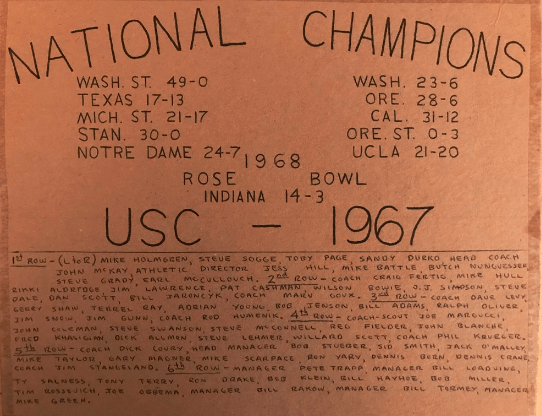 NATIONAL CHAMPIONS
WASH. ST. 49-0 WASH. 23-6
TEXAS 17-13 ORE. 28-6
MICH. ST. 21-17 CAL. 31-12
STAN. 30-0 ORE. ST. 0-3
NOTRE DAME 24-7 UCLA 21-20
1968
ROSE BOWL
INDIANA 14-3
USC — 1967
1st ROW - (L to R) MIKE HOLMGREN, STEVE SOGGE, TOBY PAGE, SANDY DURKO HEAD COACH
JOHN McKAY ATHLETIC DIRECTOR JESS HILL, MIKE BATTLE, BUTCH
STEVE GRADY, EARL McCULLOUCH, 2nd ROW - COACH CRAIG FERTIG, MIKE HULL
RIKKI ALDRIDGE JIM LAWRENCE, PAT CASHMAN WILSON BOWIE, O.J. SIMPSON, STEVE
DALE, DAN SCOTT, BILL JARONCYK, COACH MARV GOUX. 3rd ROW - COACH DAVE LEVY,
GERRY SHAW, TERREL RAY, ADRIAN YOUNG BOB JENSON, BILL ADAMS, RALPH OLIVER,
JIM SNOW, JIM GUNN, COACH ROD HUMENIK. 4th ROW - COACH-SCOUT JOE MARGUCCI,
JOHN COLEMAN, STEVE SWANSON, STEVE McCONNELL, REG FIELDER, JOHN BLANCHE,
FRED KHALIGIMI, DICK ALLMON, STEVE LEHMER, WILLARD SCOTT, COACH PHIL KRUEGER.
5th ROW - COACH DICK COURY, HEAD MANAGER BOB STUEBER, SID SMITH, JACK O'MALLEY,
MIKE TAYLOR, GARY MAGNER, MIKE SCARPACE, RON YARY, DENNIS BORN, DENNIS CRANE,
COACH JIM STANGELAND. 6th ROW - MANAGER PETE TRAPP, MANAGER BILL
TY SALNESS, TONY TERRY, RON DRAKE, BOB KLEIN, BILL HAYHOE, BOB MILLER,
TIM ROSSOVICH, JOE OBBEMA, MANAGER BILL RAKOW, MANAGER BILL TORMEY, MANAGER
MIKE GREEN.